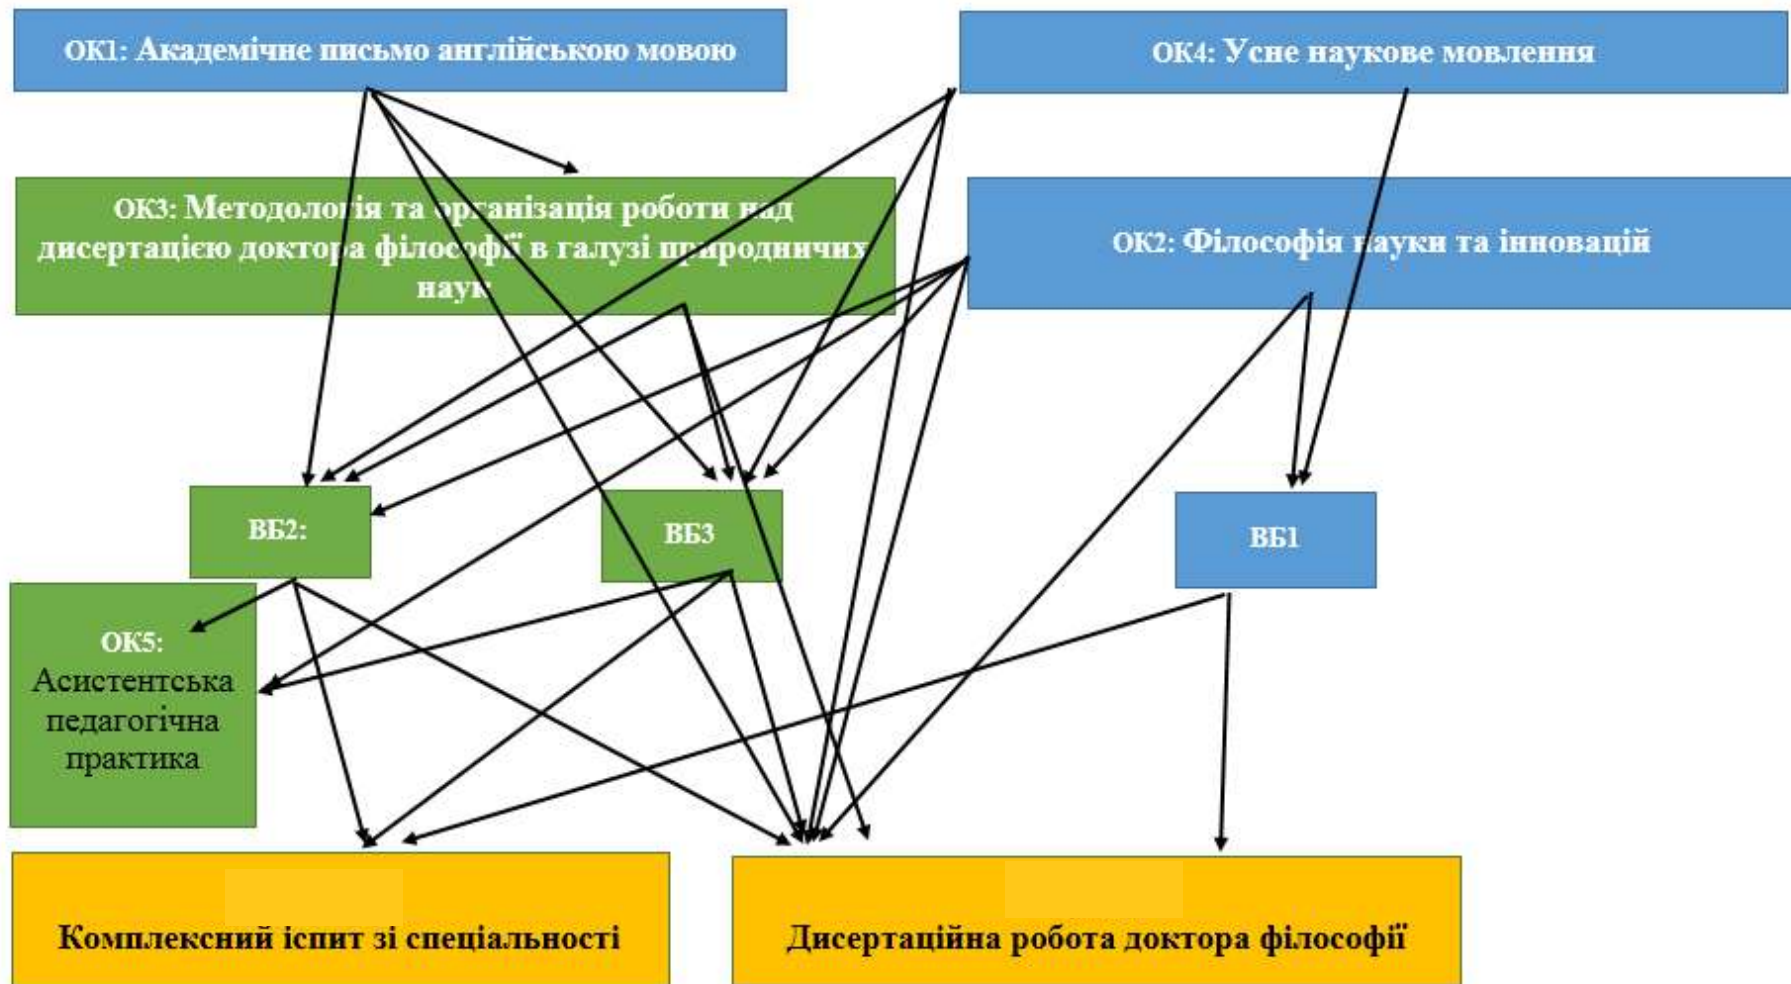 ОК1: Академічне письмо англійською мовою
ОК4: Усне наукове мовлення
ОК3: Методологія та організація роботи над
дисертацією доктора філософії в галузі природничих
наук
ОК2: Філософія науки та інновацій
ВБ2:
ВБ3
ВБ1
ОК5:
Асистентська
педагогічна
практика
Комплексний іспит зі спеціальності
Дисертаційна робота доктора філософії